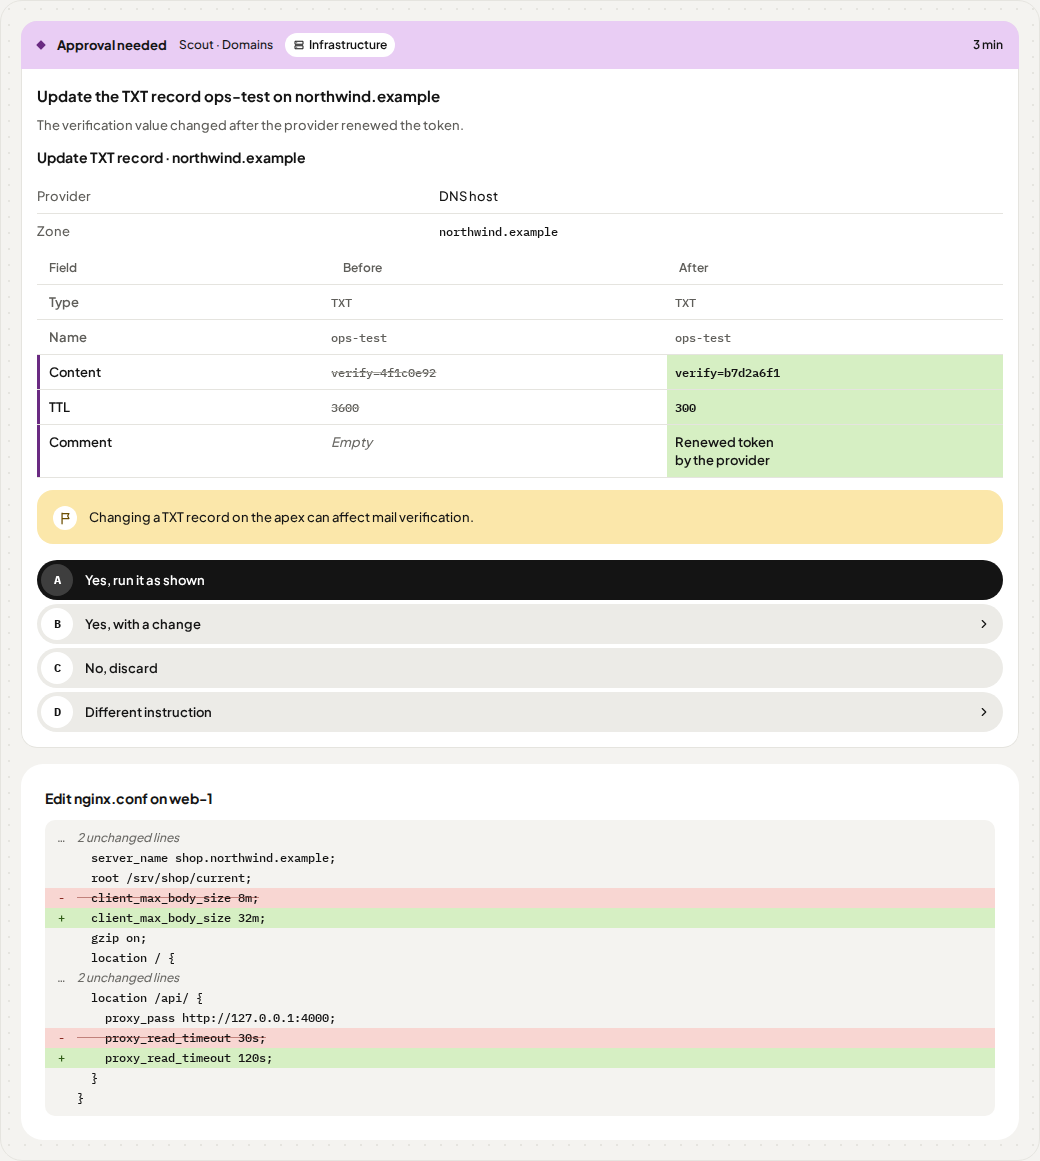 Approval needed Scout · Domains Infrastructure 3 min
Update the TXT record ops-test on northwind.example
The verification value changed after the provider renewed the token.
Update TXT record · northwind.example
Provider DNS host
Zone northwind.example
Field Before After
Type TXT TXT
Name ops-test ops-test
Content verify=4f1c0e92 verify=b7d2a6f1
TTL 3600 300
Comment Empty Renewed token
by the provider
Changing a TXT record on the apex can affect mail verification.
A Yes, run it as shown
B Yes, with a change
C No, discard
D Different instruction
Edit nginx.conf on web-1
… 2 unchanged lines
server_name shop.northwind.example;
root /srv/shop/current;
- client_max_body_size 8m;
+ client_max_body_size 32m;
gzip on;
location / {
… 2 unchanged lines
location /api/ {
proxy_pass http://127.0.0.1:4000;
- proxy_read_timeout 30s;
+ proxy_read_timeout 120s;
}
}